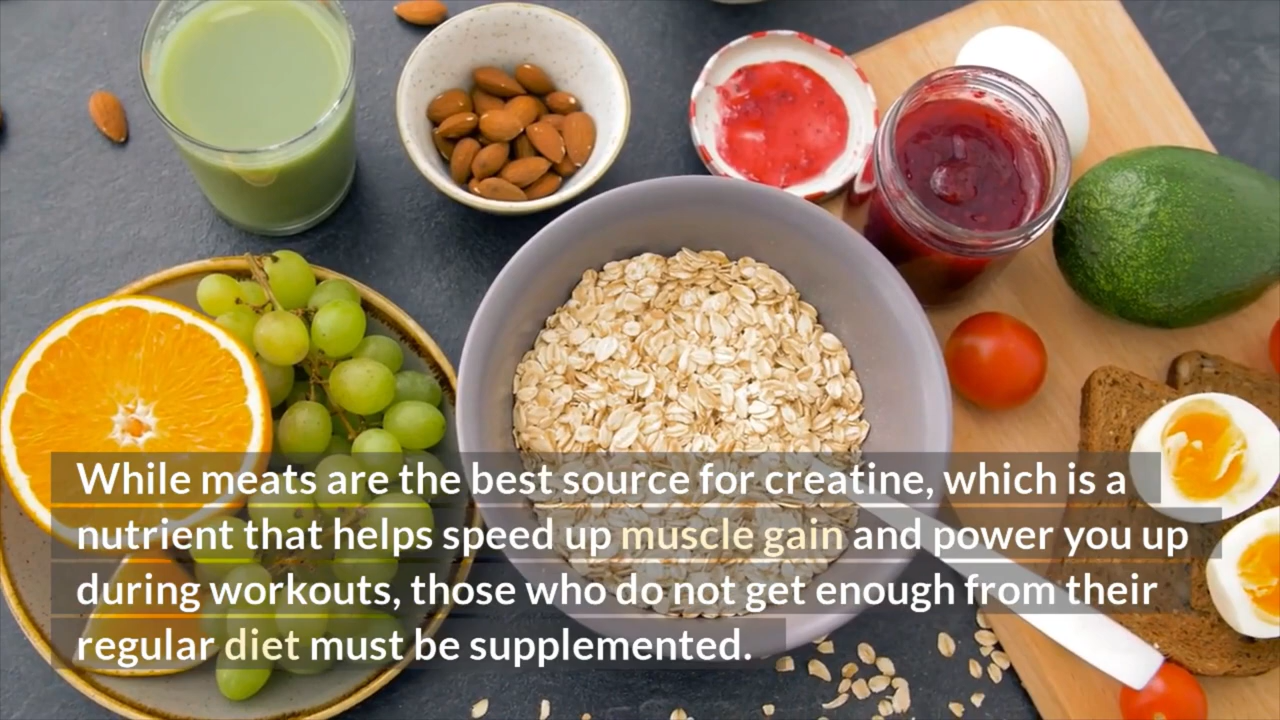 While meats are the best source for creatine, which is a
nutrient that helps speed up muscle gain and power you up
during workouts, those who do not get enough from their
regular diet must be supplemented.